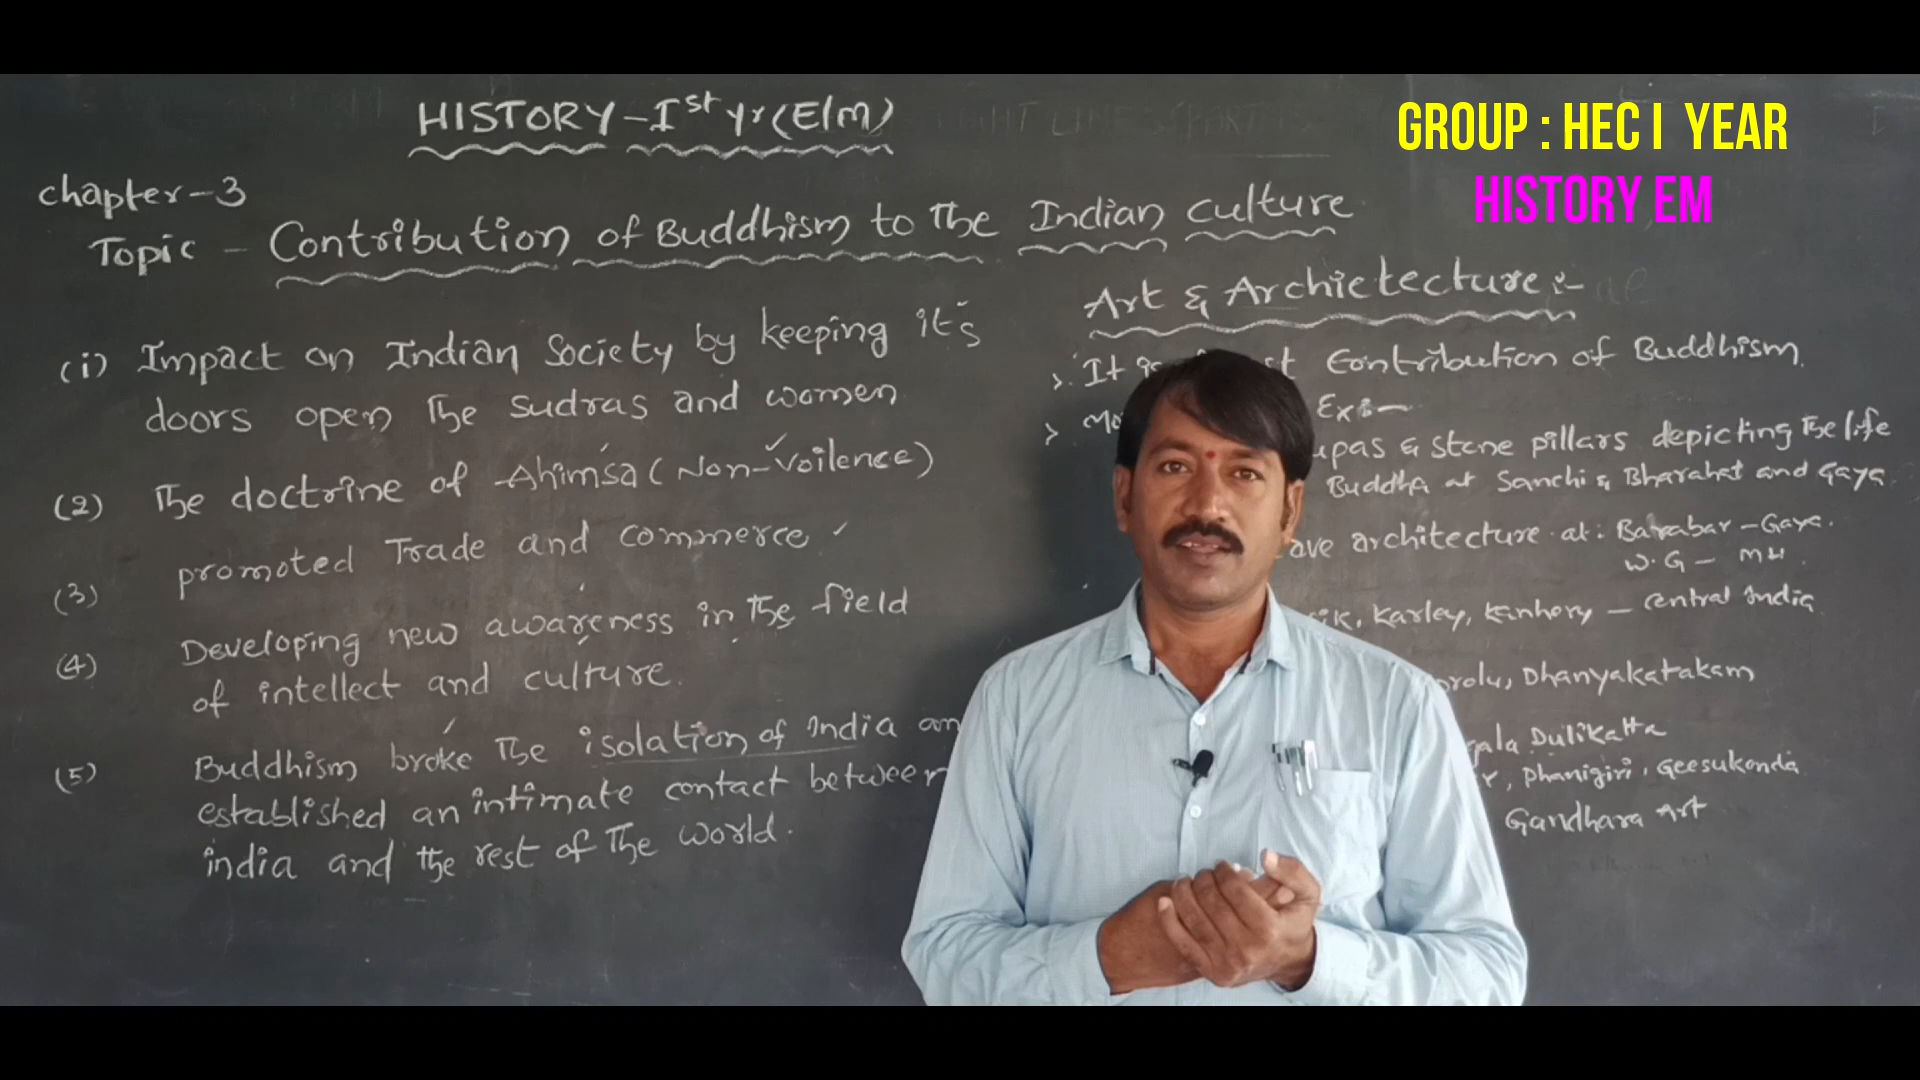 HISTORY - Ist yr (E/M)
GROUP : HEC I YEAR
HISTORY EM
chapter-3
Topic - Contribution of Buddhism to The Indian culture
(i) Impact on Indian Society by keeping it's
doors open The sudras and women
(2) The doctrine of Ahimsa (Non-Voilence)
promoted Trade and commerce
(3)
(4) Developing new awareness in The field
of intellect and culture.
(5) Buddhism broke The isolation of India
established an intimate contact between
india and the rest of The world.
Art & Archietecture :-
It Contribution of Buddhism
Ex:-
& stone pillars depicting The life
Buddha at Sanchi & Bharahat and Gaya
architecture at: Barabar - Gaya.
W.G - MH
Karley, Kanhery - central India
Dhanyakatakam
Dulikatta
Phanigiri, Geesukonda
Gandhara Art